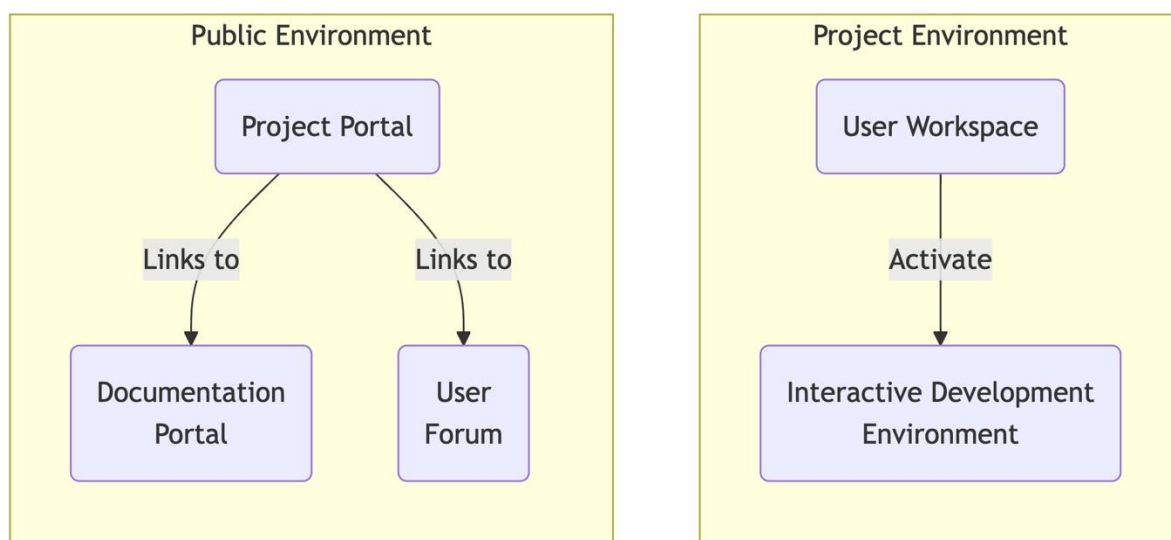 Public Environment
Project Portal
Links to
Links to
Documentation
Portal
User
Forum
Project Environment
User Workspace
Activate
Interactive Development
Environment